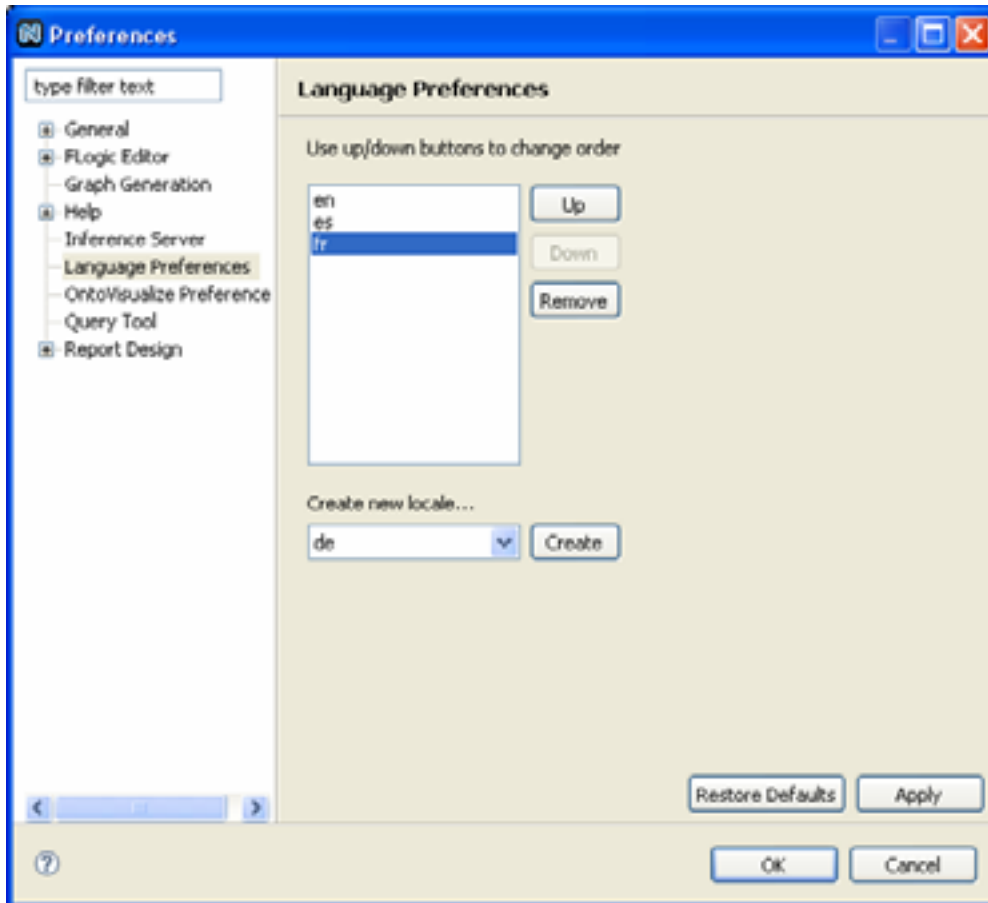 Preferences
type filter text
General
FLogic Editor
Graph Generation
Help
Inference Server
Language Preferences
OntoVisualize Preference
Query Tool
Report Design
Language Preferences
Use up/down buttons to change order
en
es
fr
Up
Down
Remove
Create new locale...
de
Create
Restore Defaults
Apply
OK
Cancel